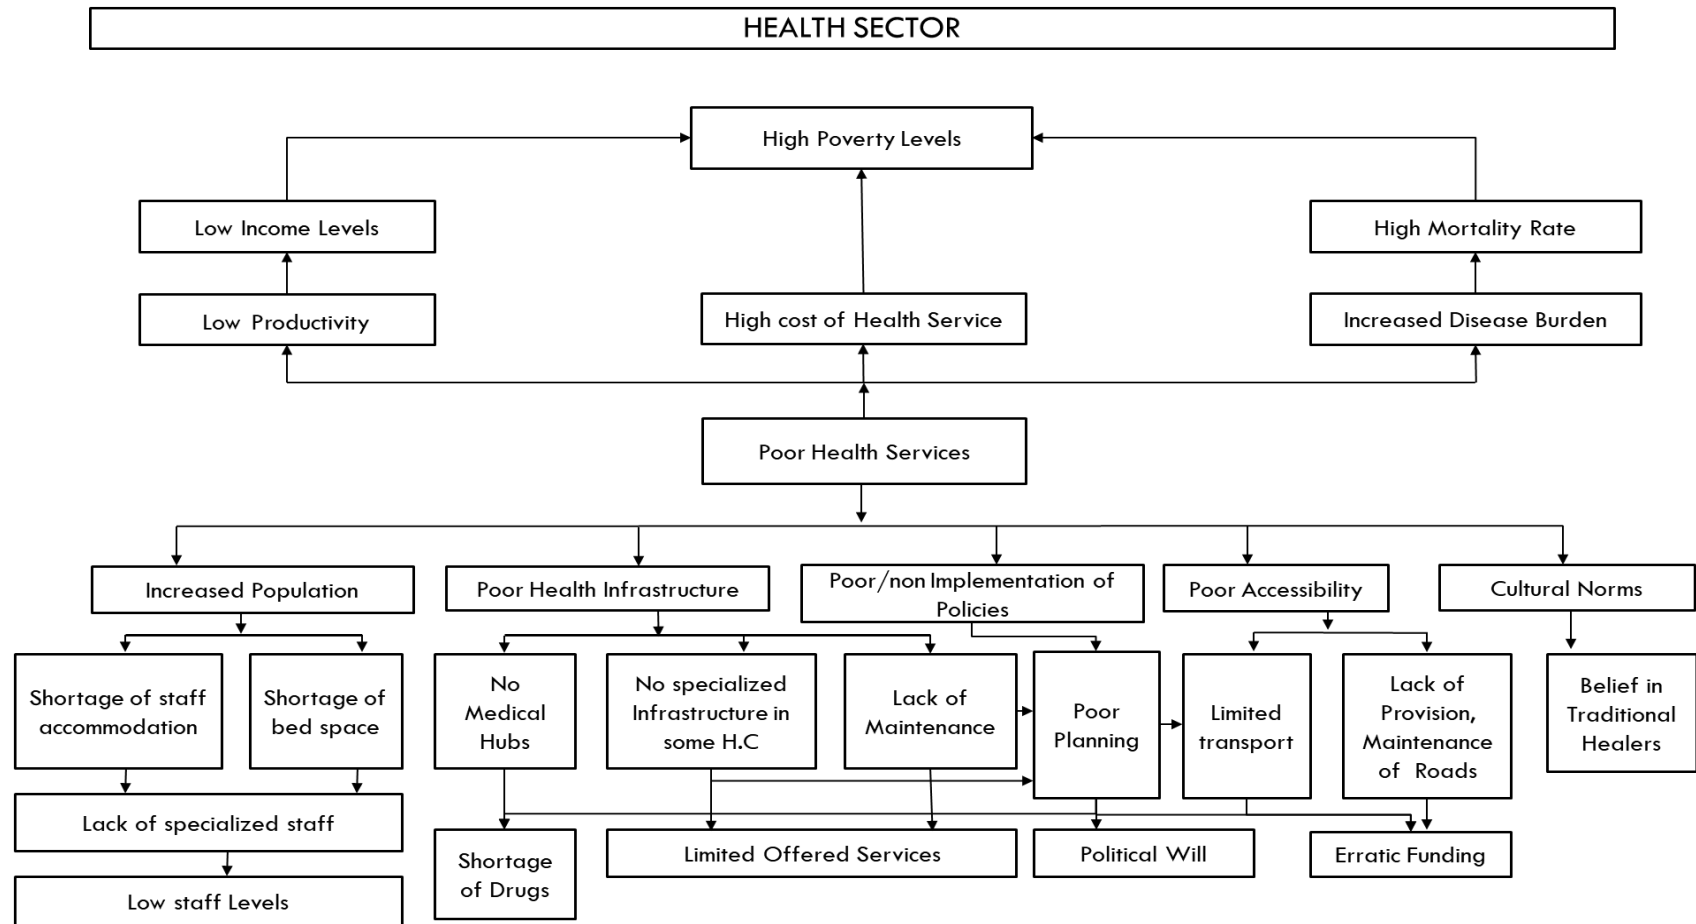 HEALTH SECTOR
High Poverty Levels
Low Income Levels
High Mortality Rate
Low Productivity
High cost of Health Service
Increased Disease Burden
Poor Health Services
Increased Population
Poor Health Infrastructure
Poor/non Implementation of
Policies
Poor Accessibility
Cultural Norms
Shortage of staff
accommodation
Shortage of
bed space
No
Medical
Hubs
No specialized
Infrastructure in
some H.C
Lack of
Maintenance
Poor
Planning
Limited
transport
Lack of
Provision,
Maintenance
of Roads
Belief in
Traditional
Healers
Lack of specialized staff
Shortage
of Drugs
Limited Offered Services
Political Will
Erratic Funding
Low staff Levels